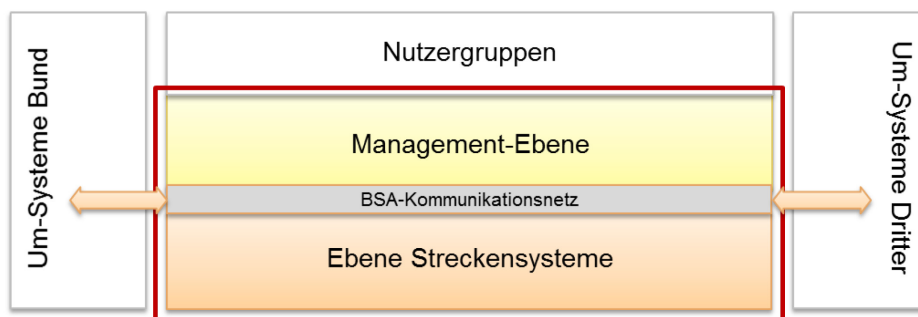 Um-Systeme Bund
Nutzergruppen
Management-Ebene
BSA-Kommunikationsnetz
Ebene Streckensysteme
Um-Systeme Dritter